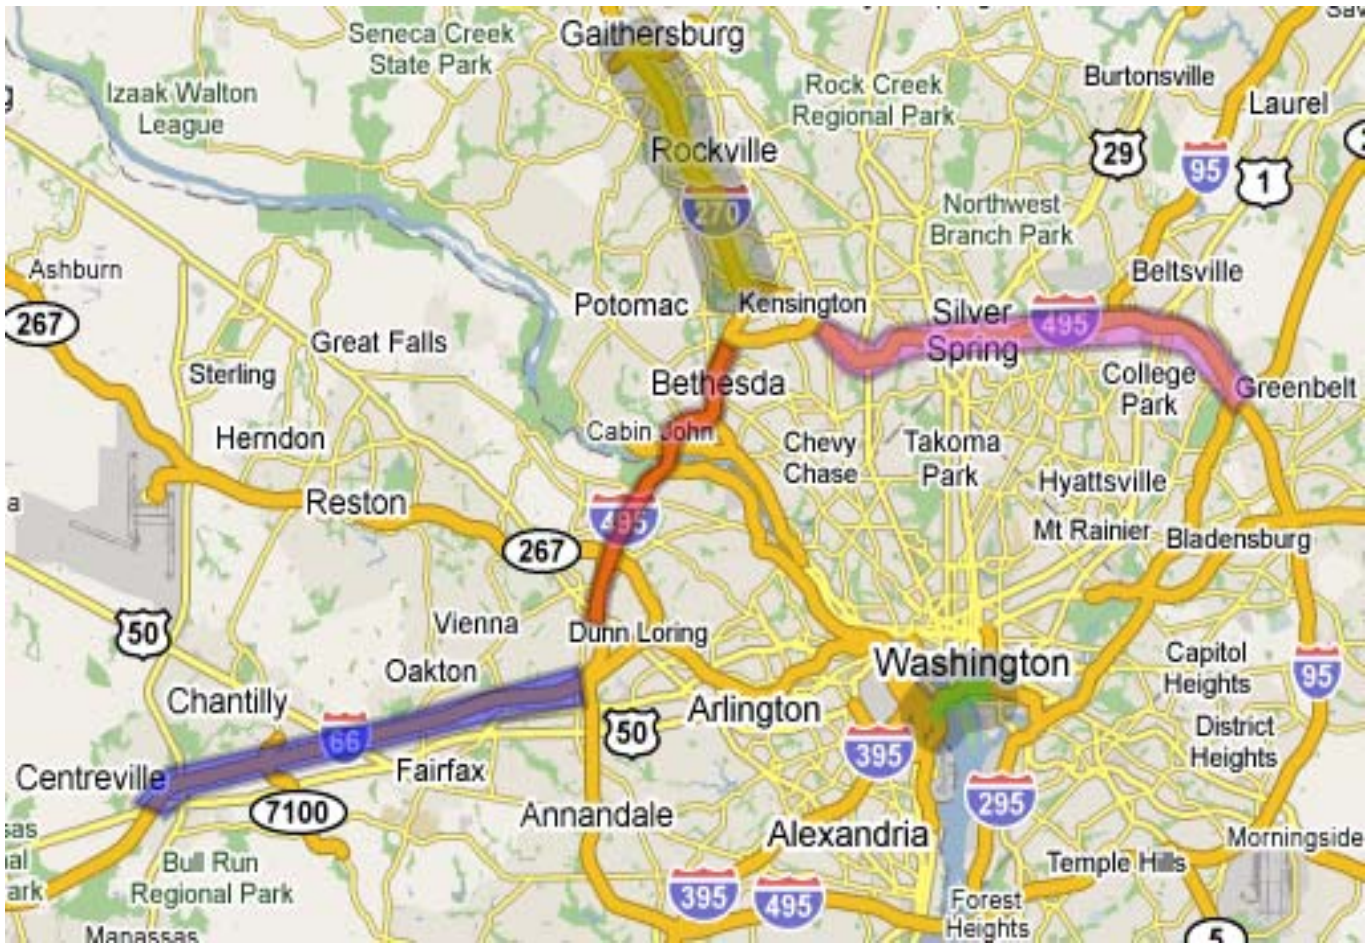 Seneca Creek
State Park
Gaithersburg
Izaak Walton
League
Rock Creek
Regional Park
Burtonsville
Laurel
Rockville
29
95
1
270
Northwest
Branch Park
Ashburn
Beltsville
267
Potomac
Kensington
Silver
Spring
495
Great Falls
Sterling
Bethesda
College
Park
Greenbelt
Herndon
Cabin John
Chevy
Chase
Takoma
Park
Hyattsville
Reston
495
267
Mt Rainier
Bladensburg
50
Vienna
Dunn Loring
Oakton
Washington
Capitol
Heights
95
Chantilly
Arlington
66
50
395
District
Heights
Centreville
Fairfax
295
7100
Annandale
Alexandria
Morningside
Bull Run
Regional Park
Temple Hills
395
495
Forest
Heights
Manassas
5